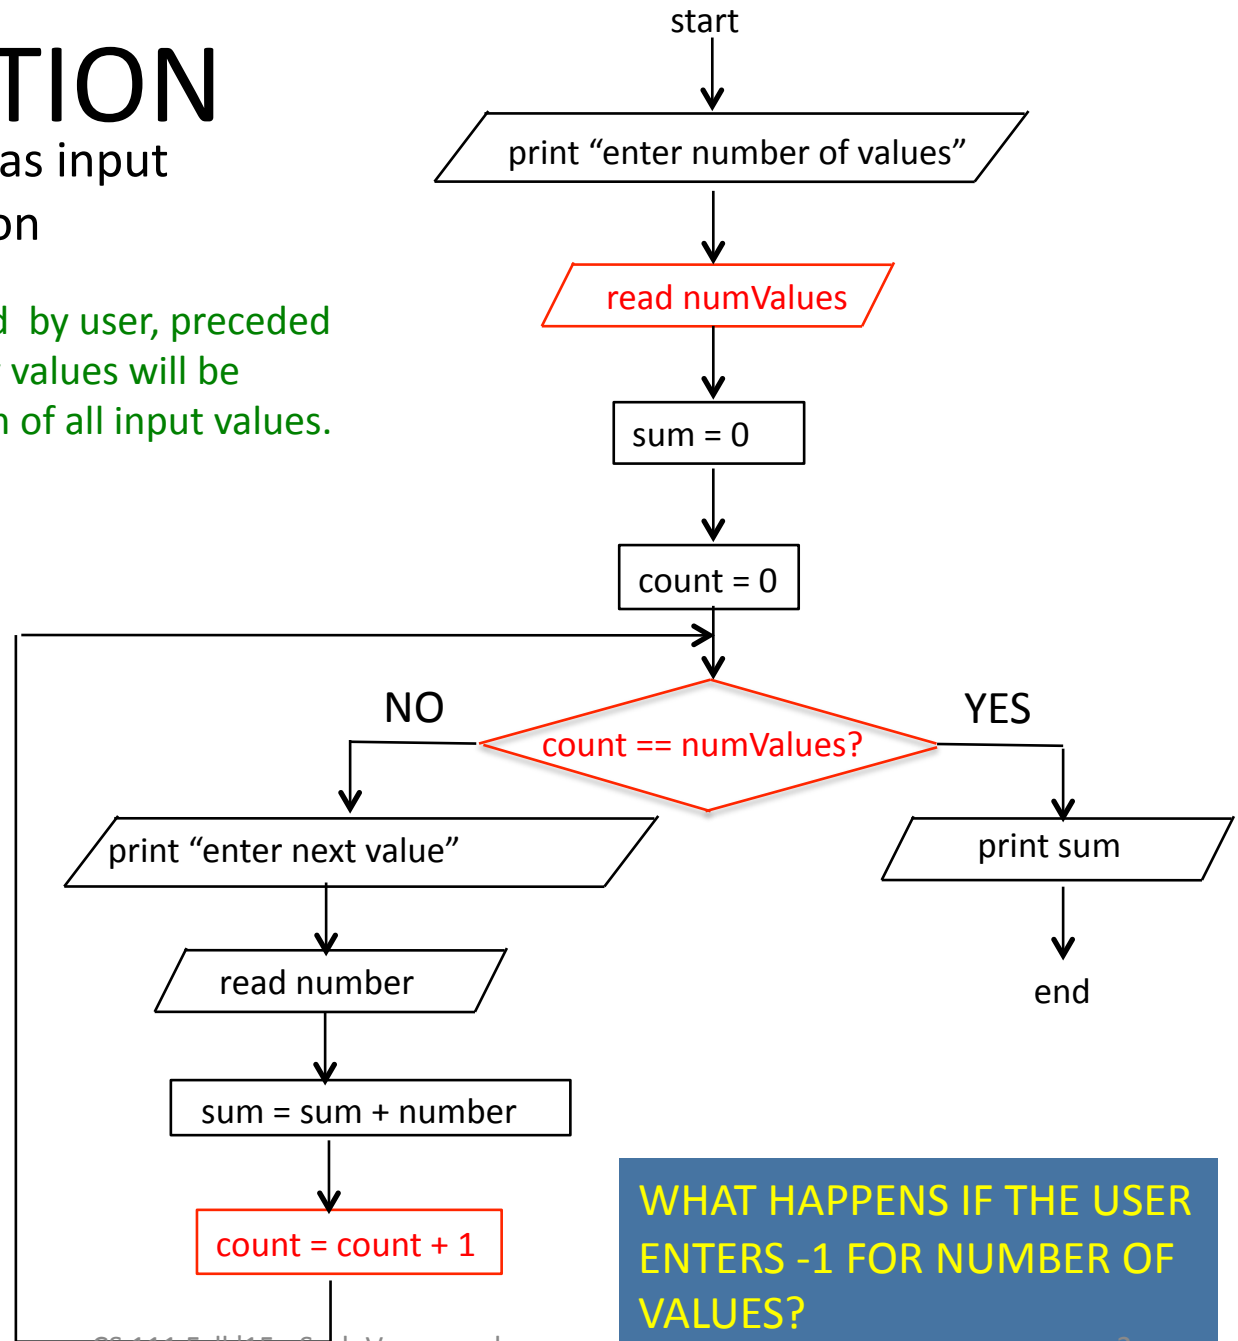 TION
as input
on
d by user, preceded
r values will be
n of all input values.
start
print “enter number of values”
read numValues
sum = 0
count = 0
count == numValues?
NO
YES
print “enter next value”
read number
sum = sum + number
count = count + 1
print sum
end
WHAT HAPPENS IF THE USER
ENTERS -1 FOR NUMBER OF
VALUES?